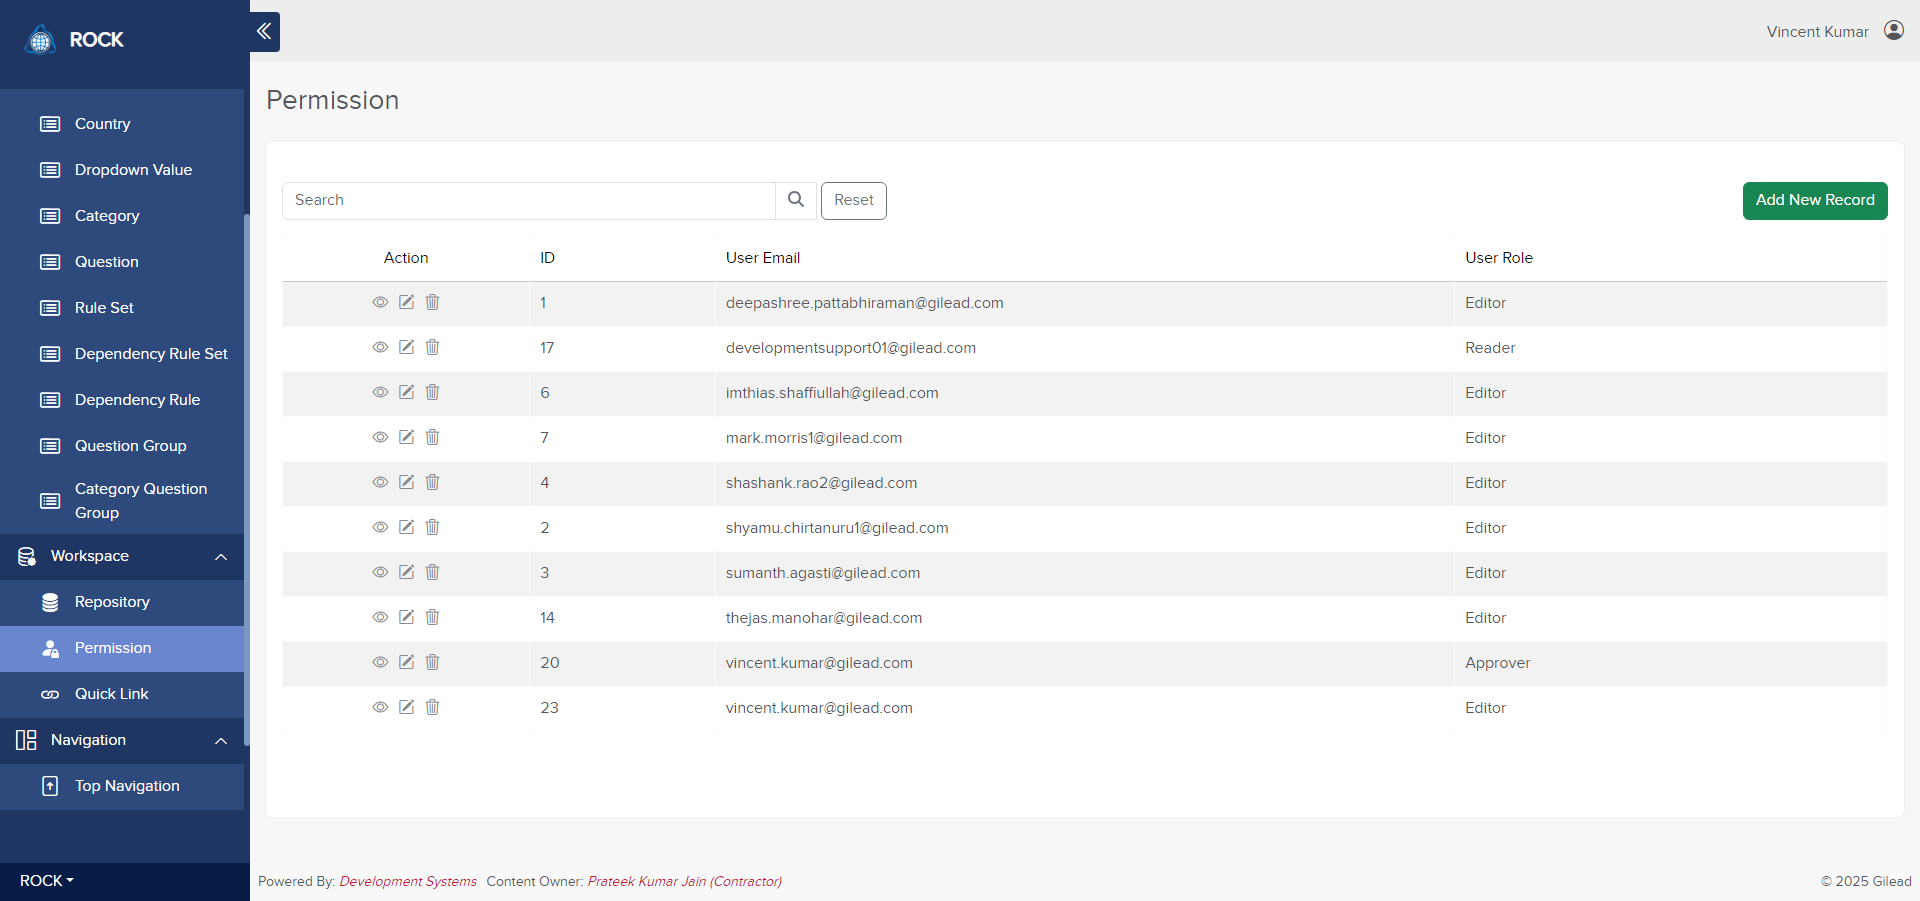 ROCK
Vincent Kumar
Country
Dropdown Value
Category
Question
Rule Set
Dependency Rule Set
Dependency Rule
Question Group
Category Question
Group
Workspace
Repository
Permission
Quick Link
Navigation
Top Navigation
ROCK
Permission
Search
Reset
Add New Record
Action ID User Email User Role
1 deepashree.pattabhiraman@gilead.com Editor
17 developmentsupport01@gilead.com Reader
6 imthias.shaffiullah@gilead.com Editor
7 mark.morris1@gilead.com Editor
4 shashank.rao2@gilead.com Editor
2 shyamu.chirtanuru1@gilead.com Editor
3 sumanth.agasti@gilead.com Editor
14 thejas.manohar@gilead.com Editor
20 vincent.kumar@gilead.com Approver
23 vincent.kumar@gilead.com Editor
Powered By: Development Systems Content Owner: Prateek Kumar Jain (Contractor)
© 2025 Gilead